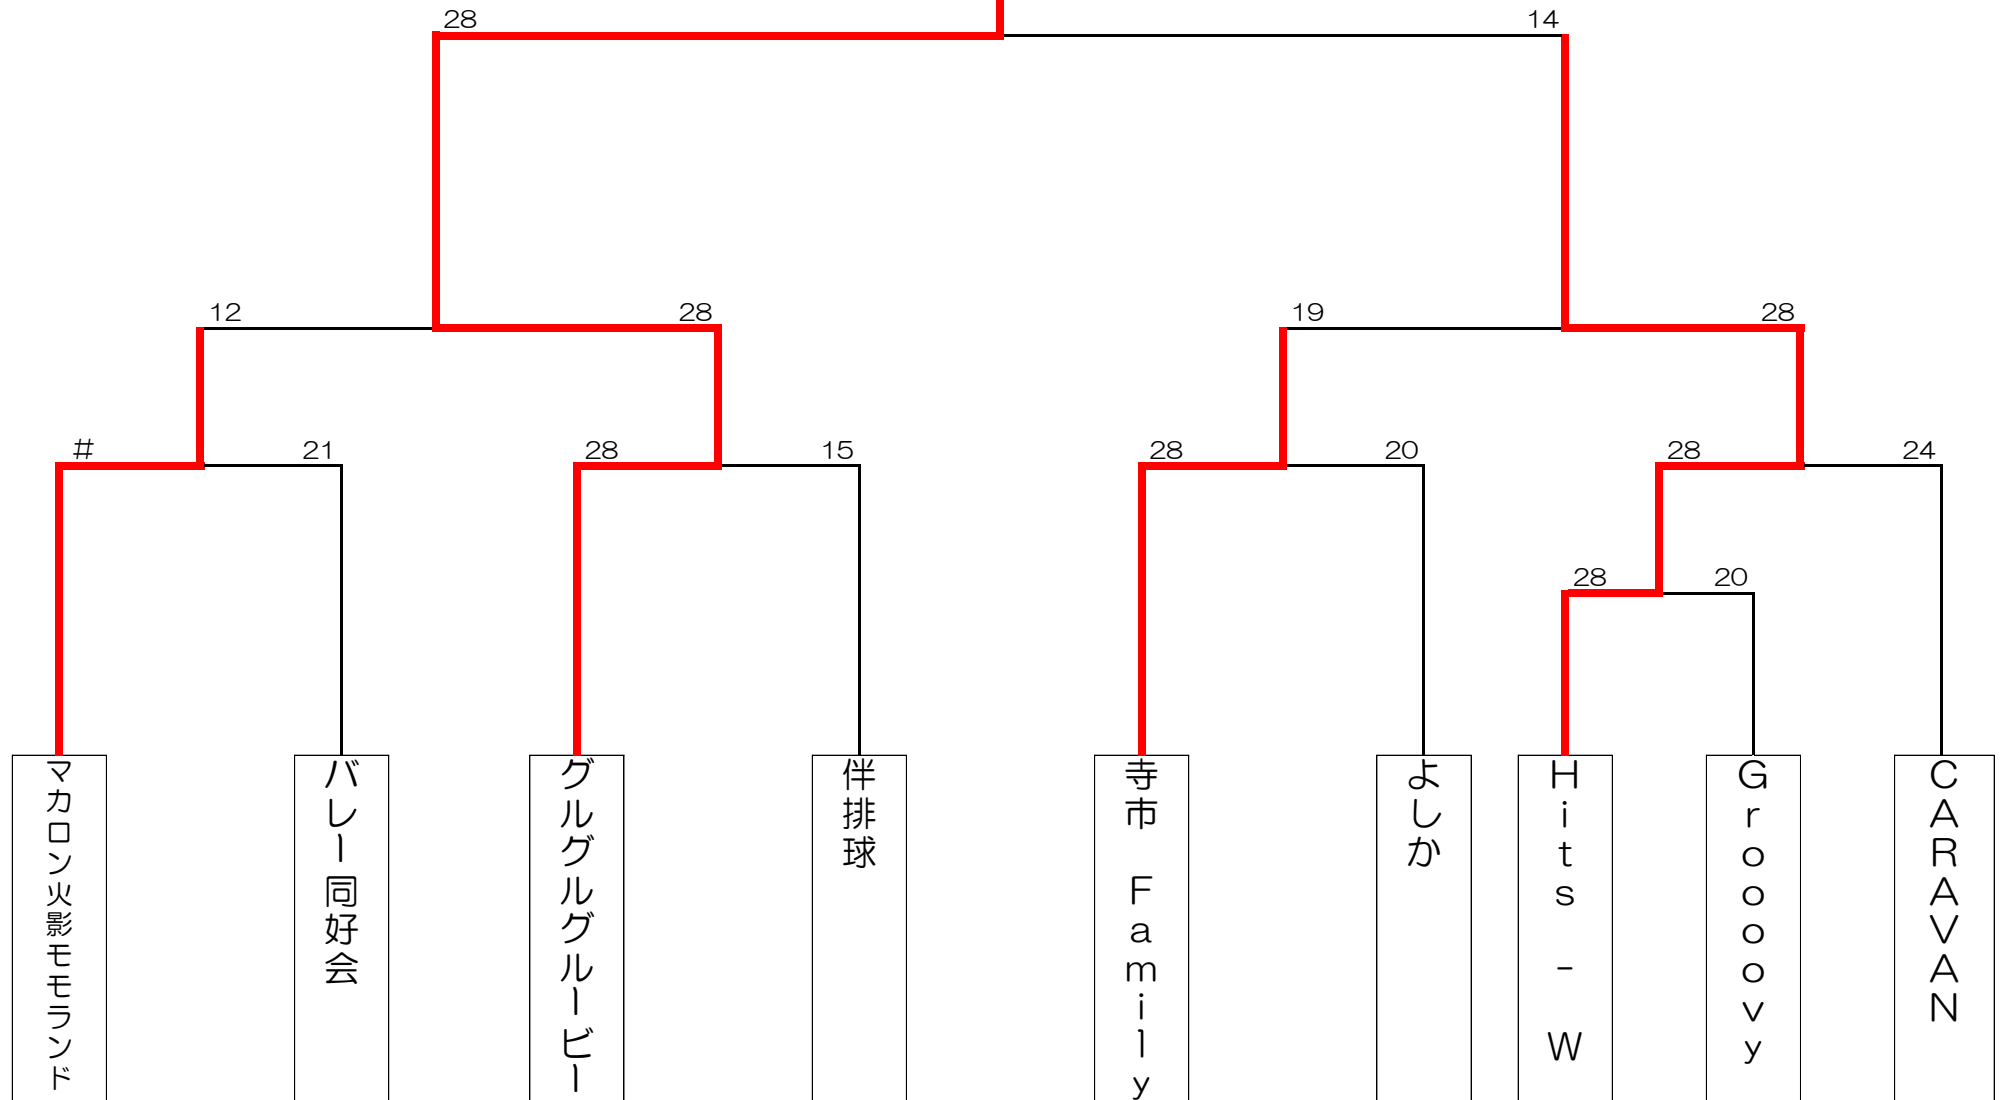 28 14
12 28 19 28
# 21 28 15 28 20 28 24
28 20
マカロン火影モモランド
バレー同好会
グルグルグルービー
伴排球
寺市 Family
よしか
Hits - W
Grooovy
CARAVAN